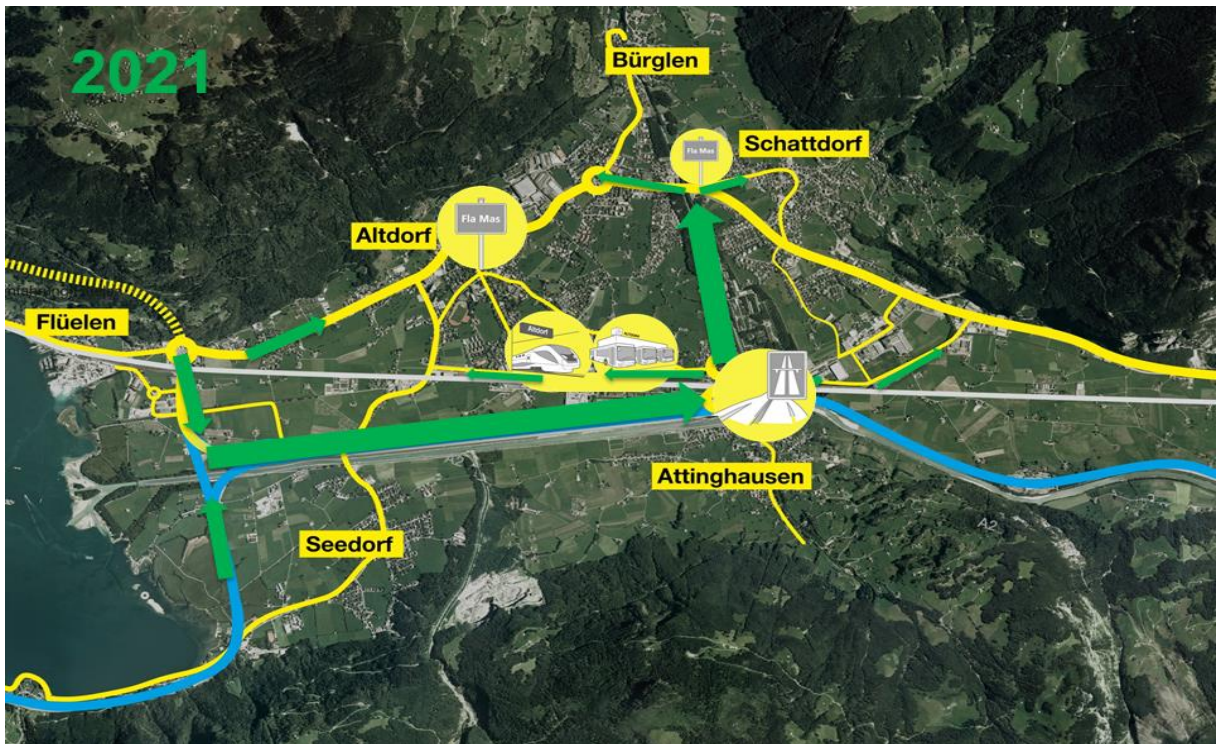 2021
Bürglen
Fla Mas
Schattdorf
Fla Mas
Altdorf
Flüelen
Altdorf
Attinghausen
Seedorf
A2